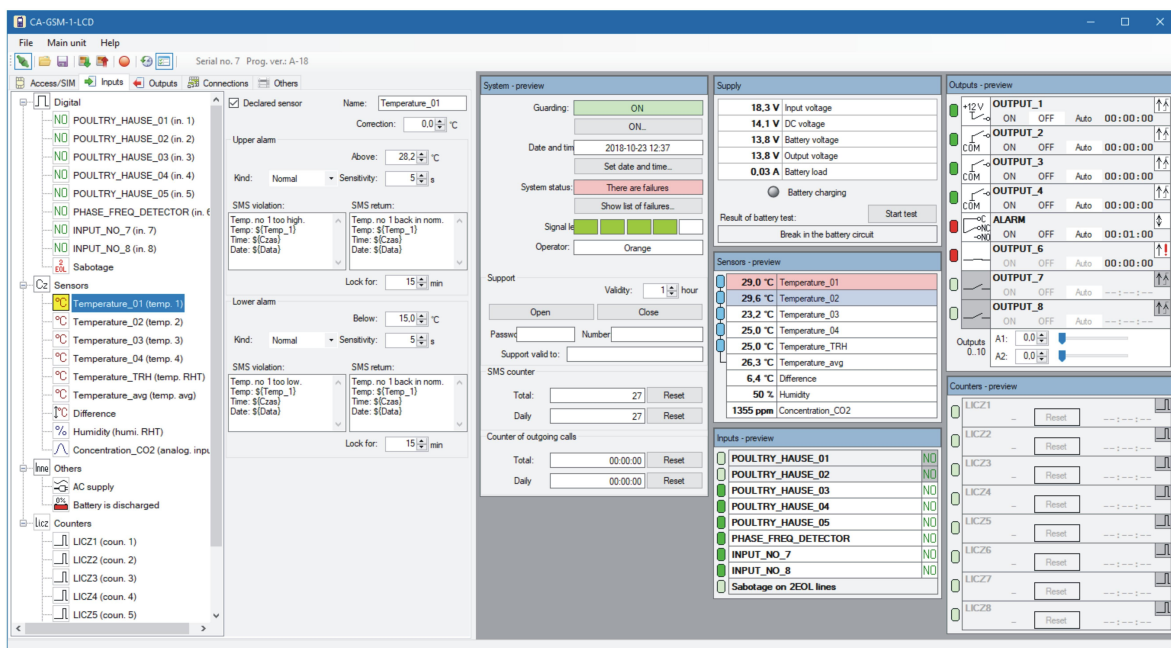 CA-GSM-1-LCD
File Main unit Help
Serial no. 7 Prog. ver.: A-18
Access/SIM Inputs Outputs Connections Others
Digital
NO POULTRY_HAUSE_01 (in. 1)
NO POULTRY_HAUSE_02 (in. 2)
NO POULTRY_HAUSE_03 (in. 3)
NO POULTRY_HAUSE_04 (in. 4)
NO POULTRY_HAUSE_05 (in. 5)
NO PHASE_FREQ_DETECTOR (in. 6
NO INPUT_NO_7 (in. 7)
NO INPUT_NO_8 (in. 8)
2 EOL Sabotage
Cz Sensors
°C Temperature_01 (temp. 1)
°C Temperature_02 (temp. 2)
°C Temperature_03 (temp. 3)
°C Temperature_04 (temp. 4)
°C Temperature_TRH (temp. RHT)
°C Temperature_avg (temp. avg)
°C Difference
% Humidity (humi. RHT)
Concentration_CO2 (analog. inpu
Inne Others
AC supply
0% Battery is discharged
Licz Counters
LICZ1 (coun. 1)
LICZ2 (coun. 2)
LICZ3 (coun. 3)
LICZ4 (coun. 4)
LICZ5 (coun. 5)
Declared sensor Name: Temperature_01
Correction: 0,0 °C
Upper alarm
Above: 28,2 °C
Kind: Normal Sensitivity: 5 s
SMS violation: SMS return:
Temp. no 1 too high. Temp. no 1 back in norm.
Temp: ${Temp_1} Temp: ${Temp_1}
Time: ${Czas} Time: ${Czas}
Date: ${Data} Date: ${Data}
Lock for: 15 min
Lower alarm
Below: 15,0 °C
Kind: Normal Sensitivity: 5 s
SMS violation: SMS return:
Temp. no 1 too low. Temp. no 1 back in norm.
Temp: ${Temp_1} Temp: ${Temp_1}
Time: ${Czas} Time: ${Czas}
Date: ${Data} Date: ${Data}
Lock for: 15 min
System - preview
Guarding: ON
ON...
Date and tim 2018-10-23 12:37
Set date and time...
System status: There are failures
Show list of failures...
Signal le
Operator: Orange
Support
Validity: 1 hour
Open Close
Passwo Number
Support valid to:
SMS counter
Total: 27 Reset
Daily 27 Reset
Counter of outgoing calls
Total: 00:00:00 Reset
Daily 00:00:00 Reset
Supply
18,3 V Input voltage
14,1 V DC voltage
13,8 V Battery voltage
13,8 V Output voltage
0,03 A Battery load
Battery charging
Result of battery test: Start test
Break in the battery circuit
Sensors - preview
29,0 °C Temperature_01
29,6 °C Temperature_02
23,2 °C Temperature_03
25,0 °C Temperature_04
25,0 °C Temperature_TRH
26,3 °C Temperature_avg
6,4 °C Difference
50 % Humidity
1355 ppm Concentration_CO2
Inputs - preview
POULTRY_HAUSE_01 NO
POULTRY_HAUSE_02 NO
POULTRY_HAUSE_03 NO
POULTRY_HAUSE_04 NO
POULTRY_HAUSE_05 NO
PHASE_FREQ_DETECTOR NO
INPUT_NO_7 NO
INPUT_NO_8 NO
Sabotage on 2EOL lines
Outputs - preview
+12V OUTPUT_1
ON OFF Auto 00:00:00
OUTPUT_2
COM ON OFF Auto 00:00:00
OUTPUT_3
COM ON OFF Auto 00:00:00
OUTPUT_4
COM ON OFF Auto 00:00:00
C ALARM
NC
NO ON OFF Auto 00:01:00
OUTPUT_6
ON OFF Auto 00:00:00
OUTPUT_7
ON OFF Auto --:--:--
OUTPUT_8
ON OFF Auto --:--:--
Outputs 0..10
A1: 0.0
A2: 0.0
Counters - preview
LICZ1
– Reset --:--:--
LICZ2
– Reset --:--:--
LICZ3
– Reset --:--:--
LICZ4
– Reset --:--:--
LICZ5
– Reset --:--:--
LICZ6
– Reset --:--:--
LICZ7
– Reset --:--:--
LICZ8
– Reset --:--:--